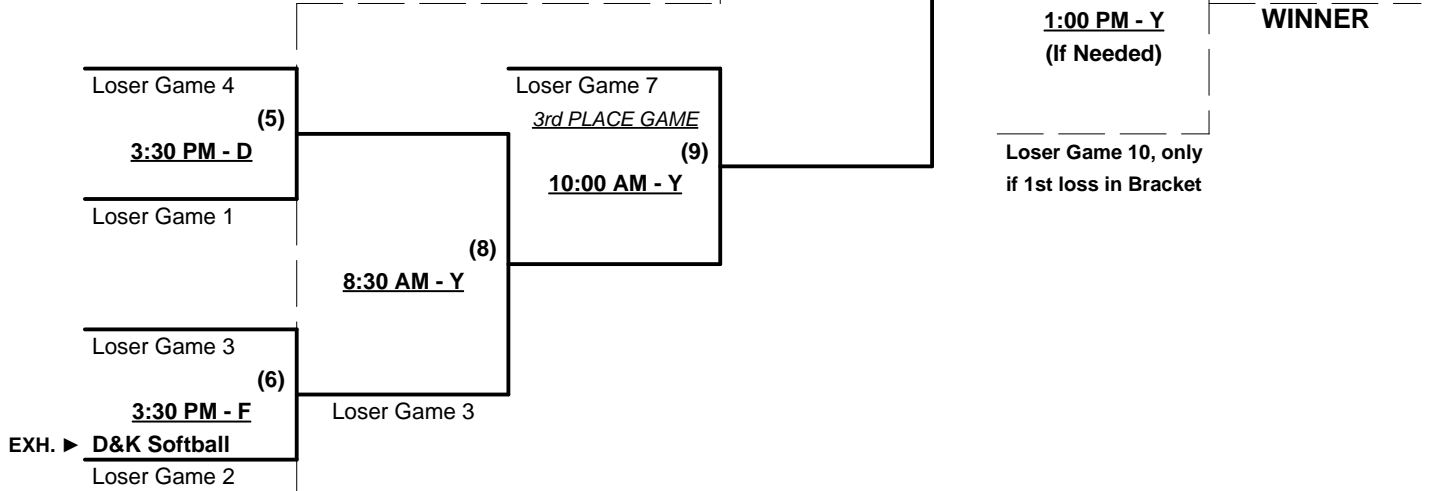 1:00 PM - Y
WINNER
(If Needed)
Loser Game 4
Loser Game 7
(5)
3rd PLACE GAME
3:30 PM - D
(9)
10:00 AM - Y
Loser Game 10, only
if 1st loss in Bracket
Loser Game 1
(8)
8:30 AM - Y
Loser Game 3
(6)
3:30 PM - F
Loser Game 3
EXH. ► D&K Softball
Loser Game 2